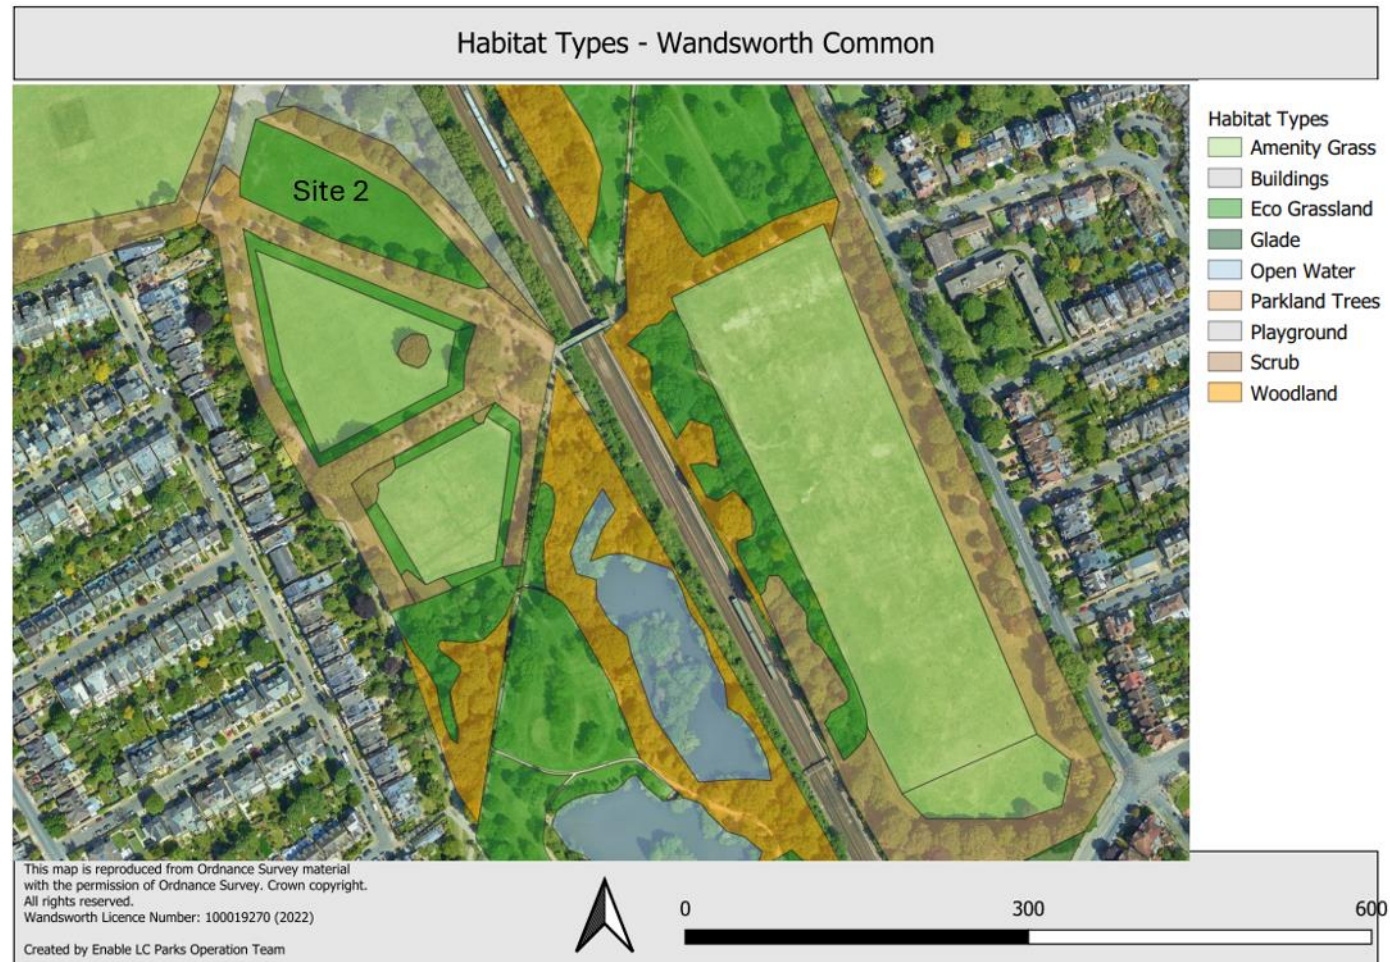 Habitat Types - Wandsworth Common
Site 2
Habitat Types
Amenity Grass
Buildings
Eco Grassland
Glade
Open Water
Parkland Trees
Playground
Scrub
Woodland
This map is reproduced from Ordnance Survey material
with the permission of Ordnance Survey. Crown copyright.
All rights reserved.
Wandsworth Licence Number: 100019270 (2022)
Created by Enable LC Parks Operation Team
0 300 600